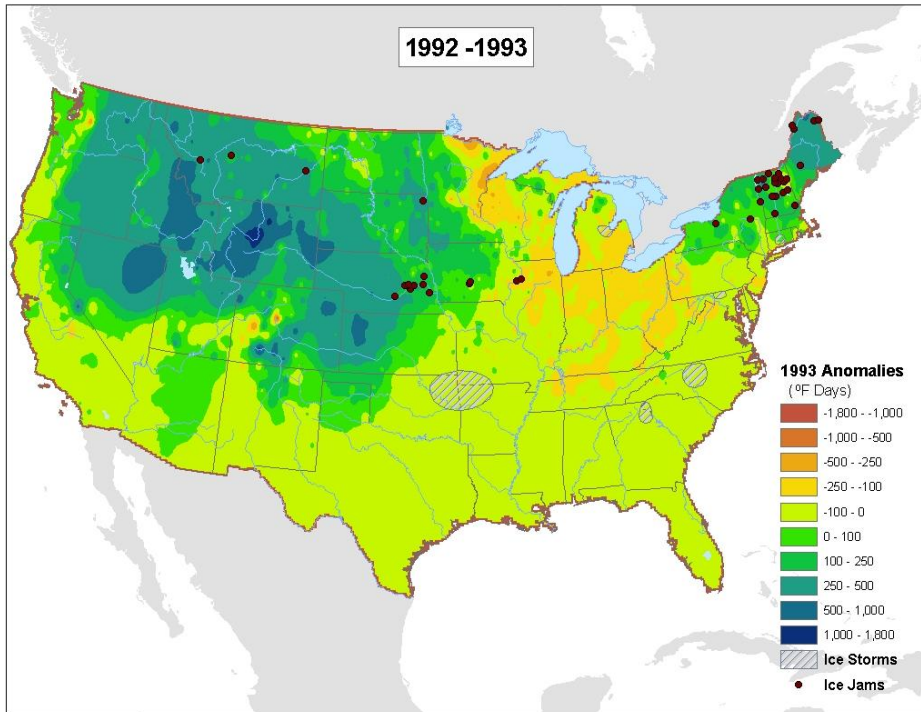 1992 -1993
1993 Anomalies
(ºF Days)
-1,800 - -1,000
-1,000 - -500
-500 - -250
-250 - -100
-100 - 0
0 - 100
100 - 250
250 - 500
500 - 1,000
1,000 - 1,800
Ice Storms
Ice Jams